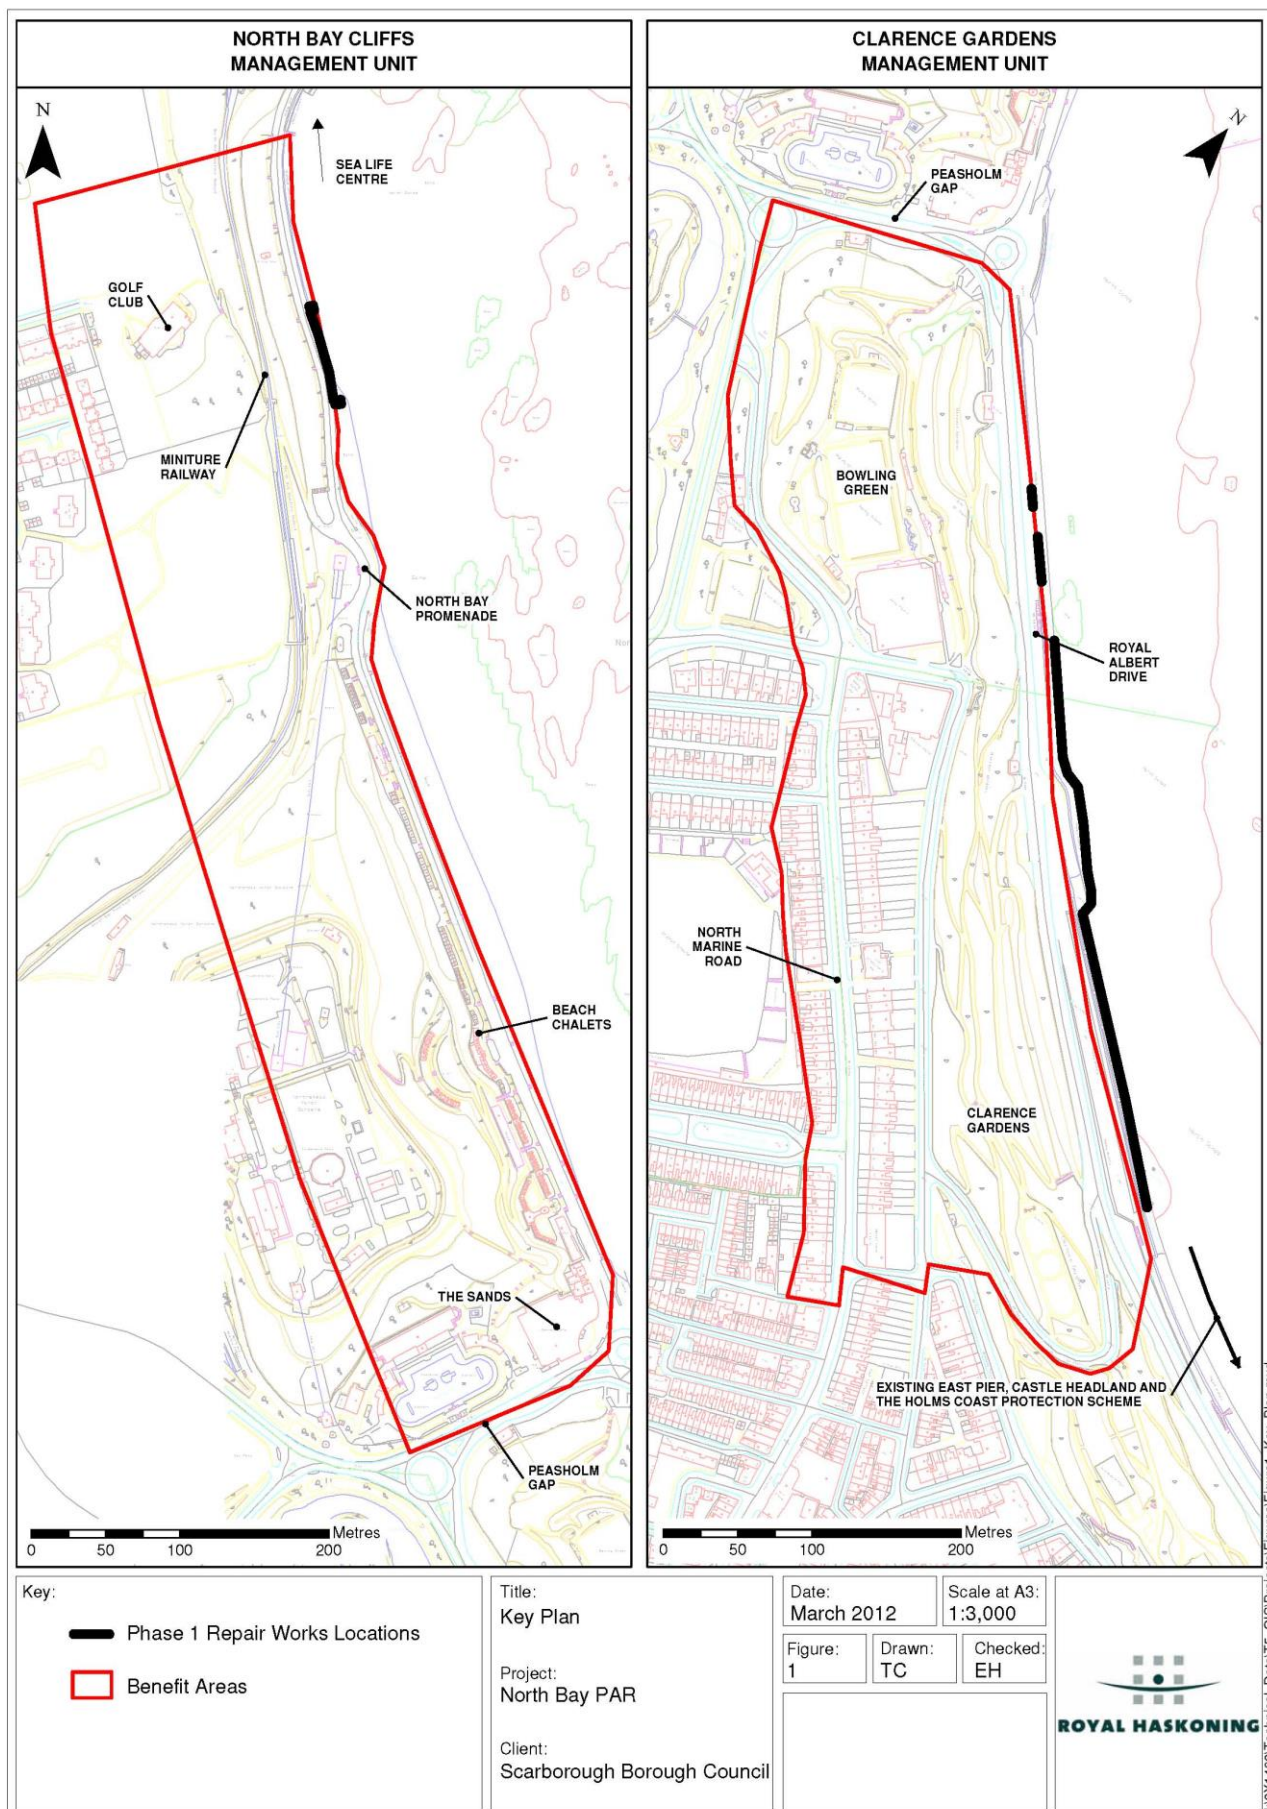 NORTH BAY CLIFFS
MANAGEMENT UNIT
N
SEA LIFE
CENTRE
GOLF
CLUB
MINITURE
RAILWAY
NORTH BAY
PROMENADE
BEACH
CHALETS
THE SANDS
PEASHOLM
GAP
Metres
0 50 100 200
CLARENCE GARDENS
MANAGEMENT UNIT
N
PEASHOLM
GAP
BOWLING
GREEN
ROYAL
ALBERT
DRIVE
NORTH
MARINE
ROAD
CLARENCE
GARDENS
EXISTING EAST PIER, CASTLE HEADLAND AND
THE HOLMS COAST PROTECTION SCHEME
Metres
0 50 100 200
Key:
Phase 1 Repair Works Locations
Benefit Areas
Title:
Key Plan
Project:
North Bay PAR
Client:
Scarborough Borough Council
Date:
March 2012
Scale at A3:
1:3,000
Figure:
1
Drawn:
TC
Checked:
EH
ROYAL HASKONING